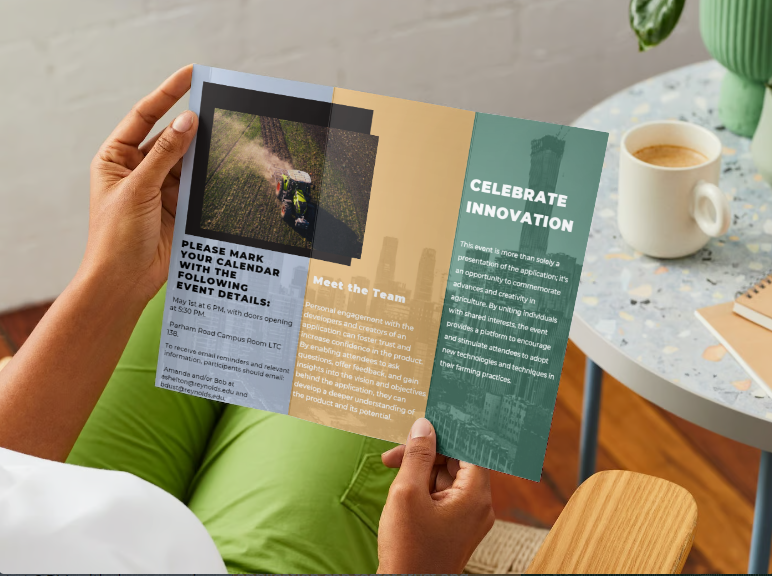 PLEASE MARK
YOUR CALENDAR
WITH THE
FOLLOWING
EVENT DETAILS:
May 1st at 6 PM, with doors opening
at 5:30 PM.
Parham Road Campus Room LTC
138.
To receive email reminders and relevant
information, participants should email
Amanda and/or Bob at
ashelton@reynolds.edu and
bdust@reynolds.edu.
Meet the Team
Personal engagement with the
developers and creators of an
application can foster trust and
increase confidence in the product
by enabling attendees to ask
questions, offer feedback, and gain
insights into the vision and objectives
behind the application, they can
develop a deeper understanding of
the product and its potential.
CELEBRATE
INNOVATION
This event is more than solely a
presentation of the application; it's
an opportunity to commemorate
advances and creativity in
agriculture. By uniting individuals
with shared interests, the event
provides a platform to encourage
and stimulate attendees to adopt
new technologies and techniques in
their farming practices.